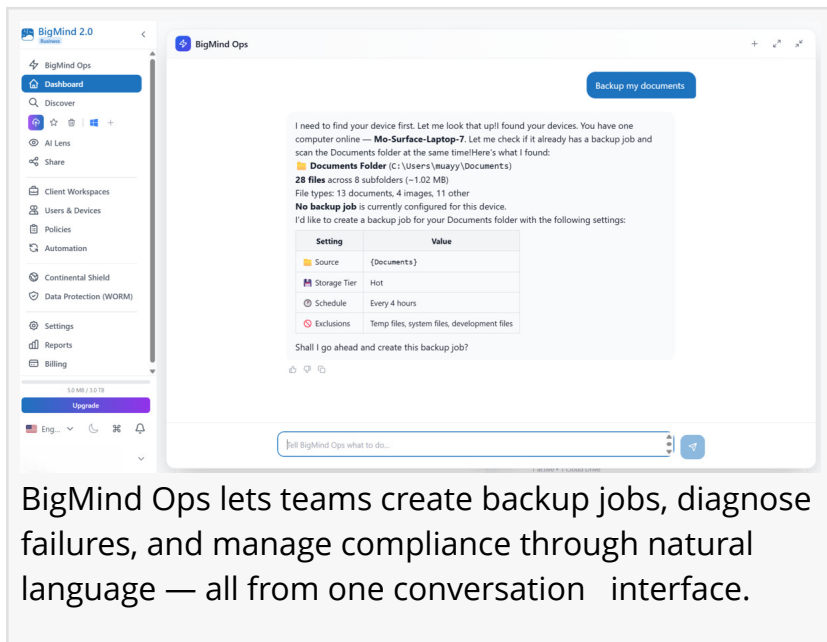 BigMind 2.0
Business
BigMind Ops
Dashboard
Discover
AI Lens
Share
Client Workspaces
Users & Devices
Policies
Automation
Continental Shield
Data Protection (WORM)
Settings
Reports
Billing
5.0 MB / 3.0 TB
Upgrade
Eng...
BigMind Ops
Backup my documents
I need to find your device first. Let me look that up!I found your devices. You have one
computer online — Mo-Surface-Laptop-7. Let me check if it already has a backup job and
scan the Documents folder at the same time!Here's what I found:
Documents Folder (C:\Users\muayy\Documents)
28 files across 8 subfolders (~1.02 MB)
File types: 13 documents, 4 images, 11 other
No backup job is currently configured for this device.
I'd like to create a backup job for your Documents folder with the following settings:
Setting Value
Source {Documents}
Storage Tier Hot
Schedule Every 4 hours
Exclusions Temp files, system files, development files
Shall I go ahead and create this backup job?
Tell BigMind Ops what to do...
1 active • 1 Cloud Drive
BigMind Ops lets teams create backup jobs, diagnose
failures, and manage compliance through natural
language — all from one conversation interface.